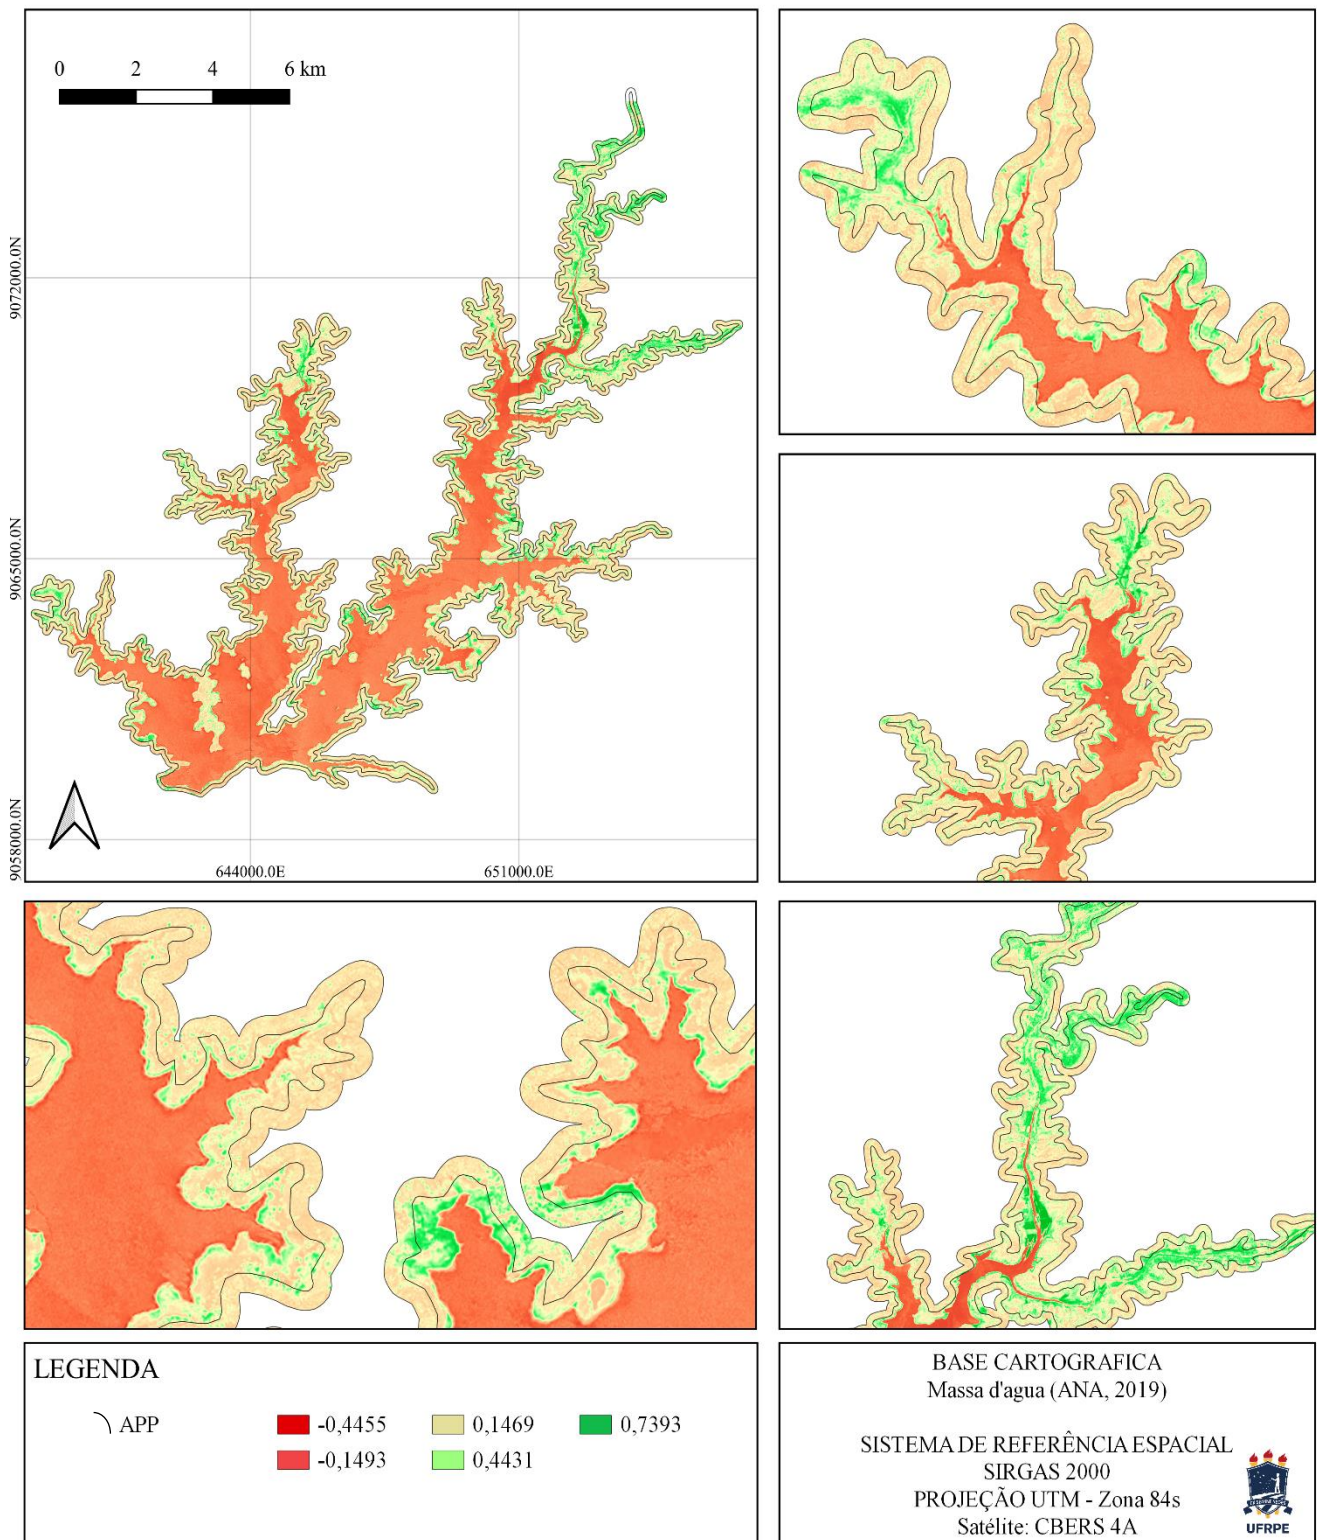 0 2 4 6 km
9072000.0N
9065000.0N
9058000.0N
644000.0E 651000.0E
LEGENDA
APP
-0,4455 0,1469 0,7393
-0,1493 0,4431
BASE CARTOGRAFICA
Massa d'agua (ANA, 2019)
SISTEMA DE REFERÊNCIA ESPACIAL
SIRGAS 2000
PROJEÇÃO UTM - Zona 84s
Satélite: CBERS 4A
UFRPE